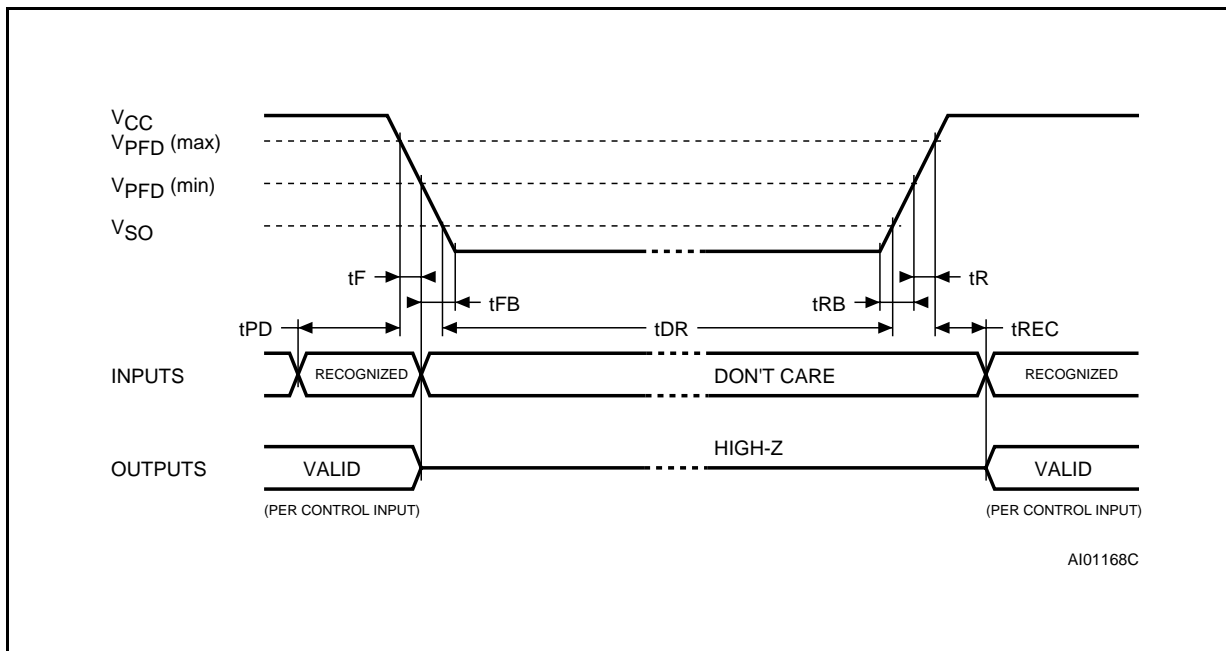 VCC
VPFD (max)
VPFD (min)
VSO
tF
tFB
tRB
tR
tPD
tDR
tREC
INPUTS
RECOGNIZED
DON'T CARE
RECOGNIZED
OUTPUTS
VALID
HIGH-Z
VALID
(PER CONTROL INPUT)
(PER CONTROL INPUT)
AI01168C